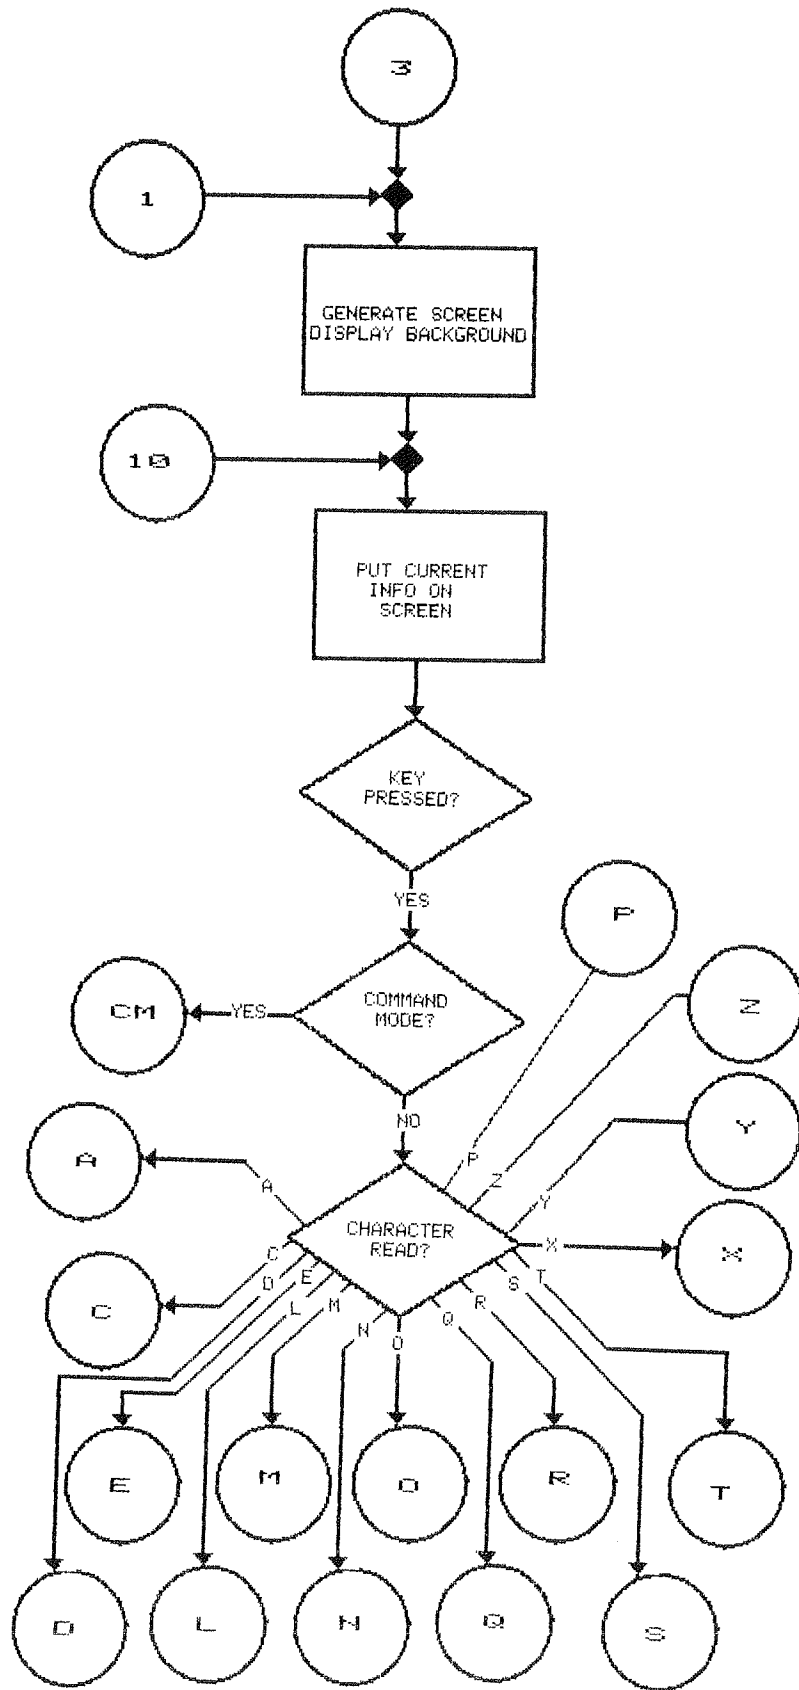 3
1
GENERATE SCREEN
DISPLAY BACKGROUND
10
PUT CURRENT
INFO ON
SCREEN
KEY
PRESSED?
YES
P
CM
YES
COMMAND
MODE?
Z
NO
Y
A
A
P
Z
Y
CHARACTER
READ?
X
X
C
C
D
E
L
M
N
O
Q
R
S
T
E
M
O
R
T
D
L
N
Q
S